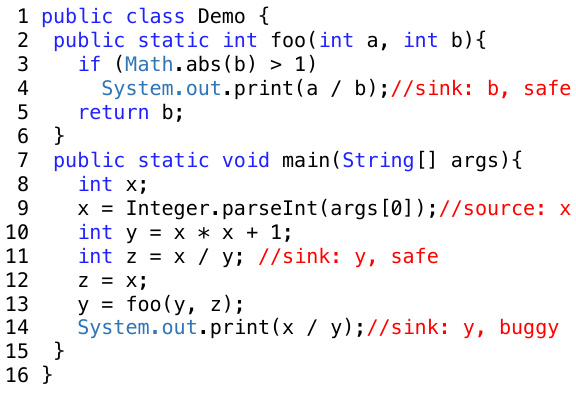 1 public class Demo {
2 public static int foo(int a, int b){
3 if (Math.abs(b) > 1)
4 System.out.print(a / b);//sink: b, safe
5 return b;
6 }
7 public static void main(String[] args){
8 int x;
9 x = Integer.parseInt(args[0]);//source: x
10 int y = x * x + 1;
11 int z = x / y; //sink: y, safe
12 z = x;
13 y = foo(y, z);
14 System.out.print(x / y);//sink: y, buggy
15 }
16 }